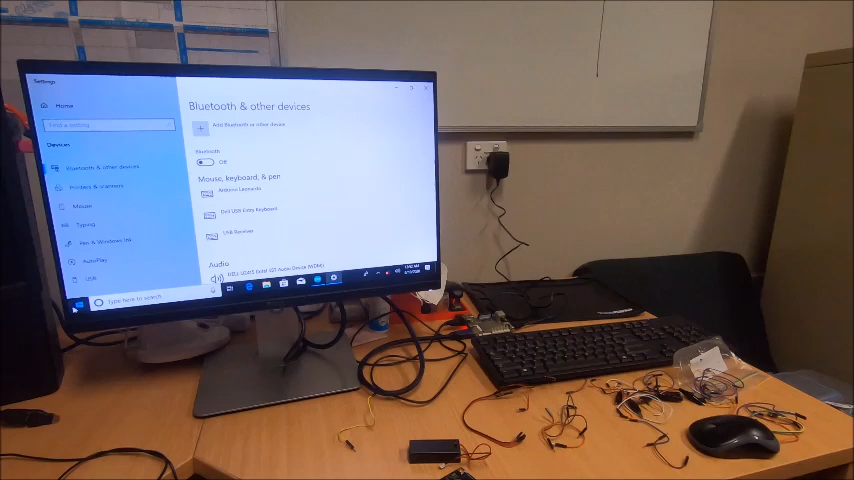 Settings
Home
Find a setting
Devices
Bluetooth & other devices
Printers & scanners
Mouse
Typing
Pen & Windows Ink
AutoPlay
USB
Type here to search
Bluetooth & other devices
Add Bluetooth or other device
Bluetooth
Off
Mouse, keyboard, & pen
Arduino Leonardo
Dell USB Entry Keyboard
USB Receiver
Audio